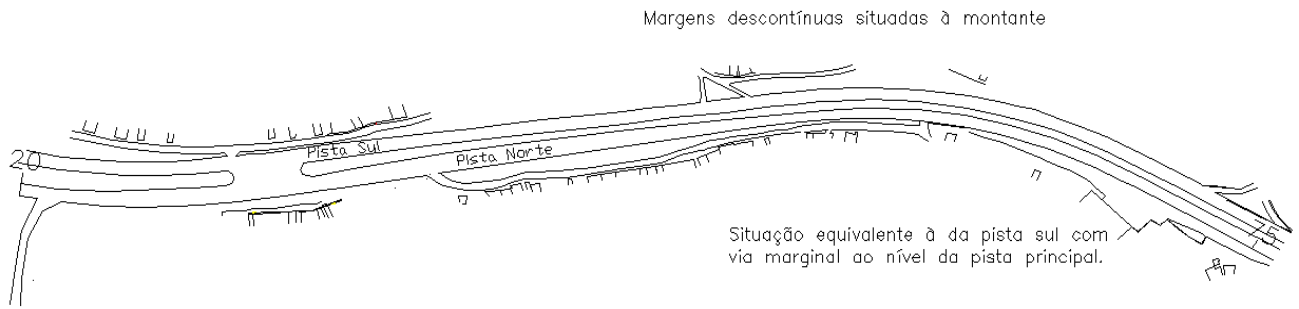 Margens descontínuas situadas à montante
20
Pista Sul
Pista Norte
Situação equivalente à da pista sul com
via marginal ao nível da pista principal.
75